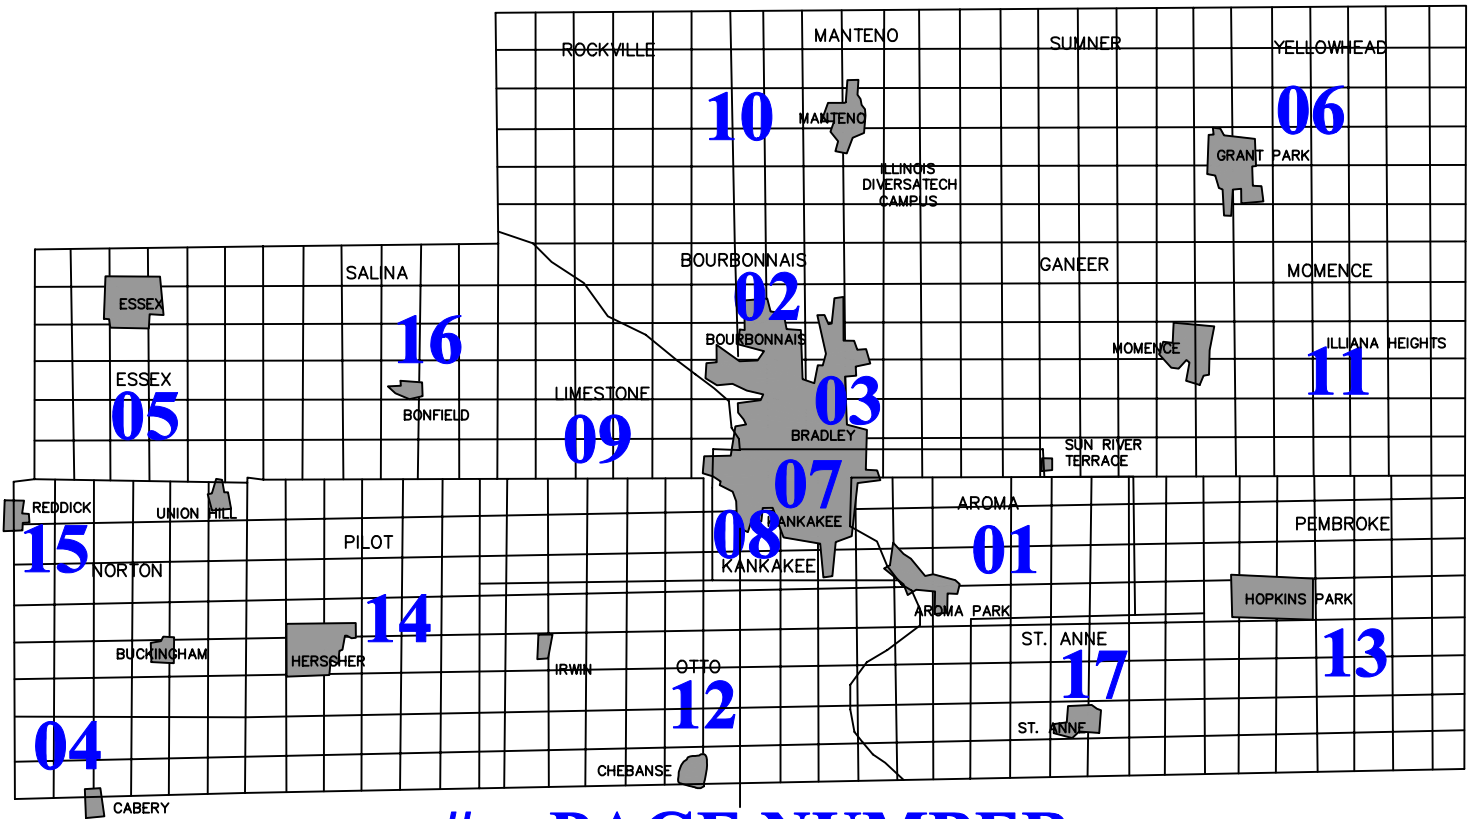 ROCKVILLE
MANTENO
SUMNER
YELLOWHEAD
10
MANTENO
06
GRANT PARK
ILLINOIS
DIVERSATECH
CAMPUS
SALINA
BOURBONNAIS
GANEER
MOMENCE
ESSEX
02
16
BOURBONNAIS
MOMENCE
ILLIANA HEIGHTS
11
ESSEX
05
BONFIELD
LIMESTONE
09
03
BRADLEY
SUN RIVER
TERRACE
07
REDDICK
UNION HILL
15
NORTON
PILOT
08
KANKAKEE
KANKAKEE
AROMA
01
PEMBROKE
HOPKINS PARK
AROMA PARK
14
BUCKINGHAM
HERSCHER
IRWIN
OTTO
12
ST. ANNE
17
13
ST. ANNE
04
CHEBANSE
CABERY
# PAGE NUMBER